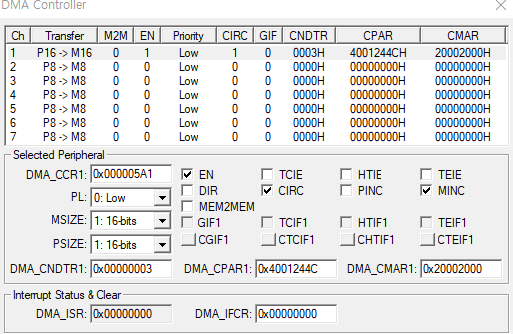 DMA Controller
Ch Transfer M2M EN Priority CIRC GIF CNDTR CPAR CMAR
1 P16 -> M16 0 1 Low 1 0 0003H 4001244CH 20002000H
2 P8 -> M8 0 0 Low 0 0 0000H 00000000H 00000000H
3 P8 -> M8 0 0 Low 0 0 0000H 00000000H 00000000H
4 P8 -> M8 0 0 Low 0 0 0000H 00000000H 00000000H
5 P8 -> M8 0 0 Low 0 0 0000H 00000000H 00000000H
6 P8 -> M8 0 0 Low 0 0 0000H 00000000H 00000000H
7 P8 -> M8 0 0 Low 0 0 0000H 00000000H 00000000H
Selected Peripheral
DMA_CCR1: 0x000005A1 EN TCIE HTIE TEIE
PL: 0: Low DIR CIRC PINC MINC
MEM2MEM
MSIZE: 1: 16-bits GIF1 TCIF1 HTIF1 TEIF1
PSIZE: 1: 16-bits CGIF1 CTCIF1 CHTIF1 CTEIF1
DMA_CNDTR1: 0x00000003 DMA_CPAR1: 0x4001244C DMA_CMAR1: 0x20002000
Interrupt Status & Clear
DMA_ISR: 0x00000000 DMA_IFCR: 0x00000000